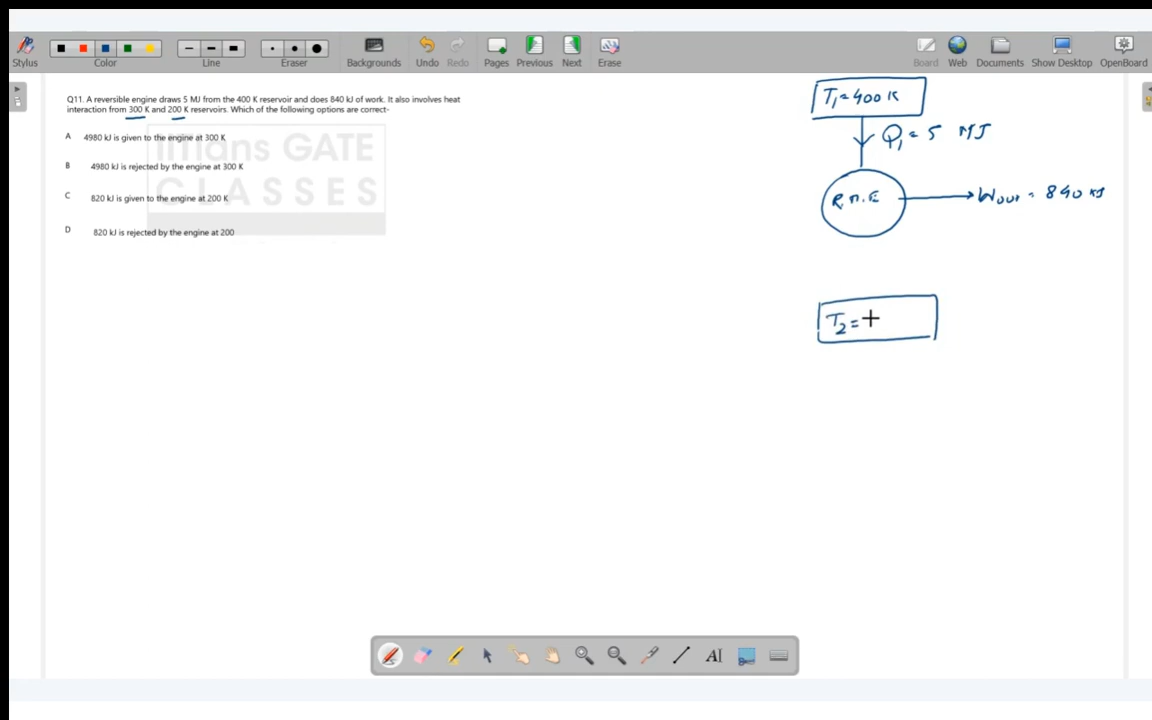 Stylus
Color
Line
Eraser
Backgrounds
Undo
Redo
Pages
Previous
Next
Erase
Board
Web
Documents
Show Desktop
OpenBoard
Q11. A reversible engine draws 5 MJ from the 400 K reservoir and does 840 kJ of work. It also involves heat
interaction from 300 K and 200 K reservoirs. Which of the following options are correct-
A 4980 kJ is given to the engine at 300 K
B 4980 kJ is rejected by the engine at 300 K
C 820 kJ is given to the engine at 200 K
D 820 kJ is rejected by the engine at 200
Imans GATE
CLASSES
T₁ = 400 K
Q₁ = 5 MJ
R.H.E
Wout = 840 kJ
T₂ =
AI